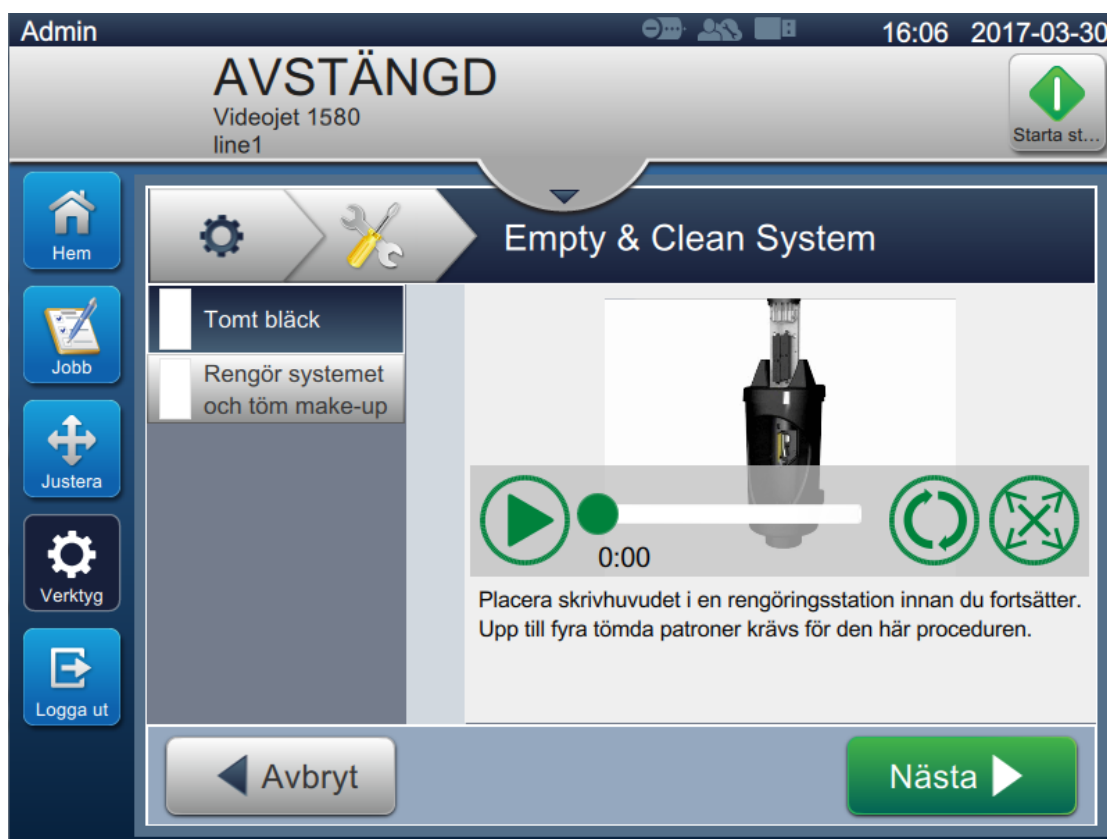 Admin
16:06 2017-03-30
AVSTÄNGD
Videojet 1580
line1
Starta st...
Hem
Jobb
Justera
Verktyg
Logga ut
Empty & Clean System
Tomt bläck
Rengör systemet
och töm make-up
0:00
Placera skrivhuvudet i en rengöringsstation innan du fortsätter.
Upp till fyra tömda patroner krävs för den här proceduren.
Avbryt
Nästa